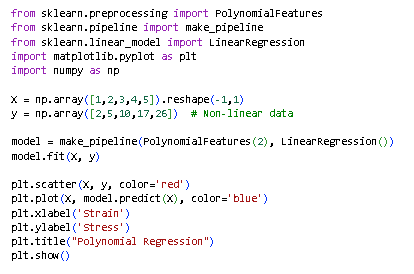 from sklearn.preprocessing import PolynomialFeatures
from sklearn.pipeline import make_pipeline
from sklearn.linear_model import LinearRegression
import matplotlib.pyplot as plt
import numpy as np
X = np.array([1,2,3,4,5]).reshape(-1,1)
y = np.array([2,5,10,17,26])  # Non-linear data
model = make_pipeline(PolynomialFeatures(2), LinearRegression())
model.fit(X, y)
plt.scatter(X, y, color='red')
plt.plot(X, model.predict(X), color='blue')
plt.xlabel('Strain')
plt.ylabel('Stress')
plt.title("Polynomial Regression")
plt.show()